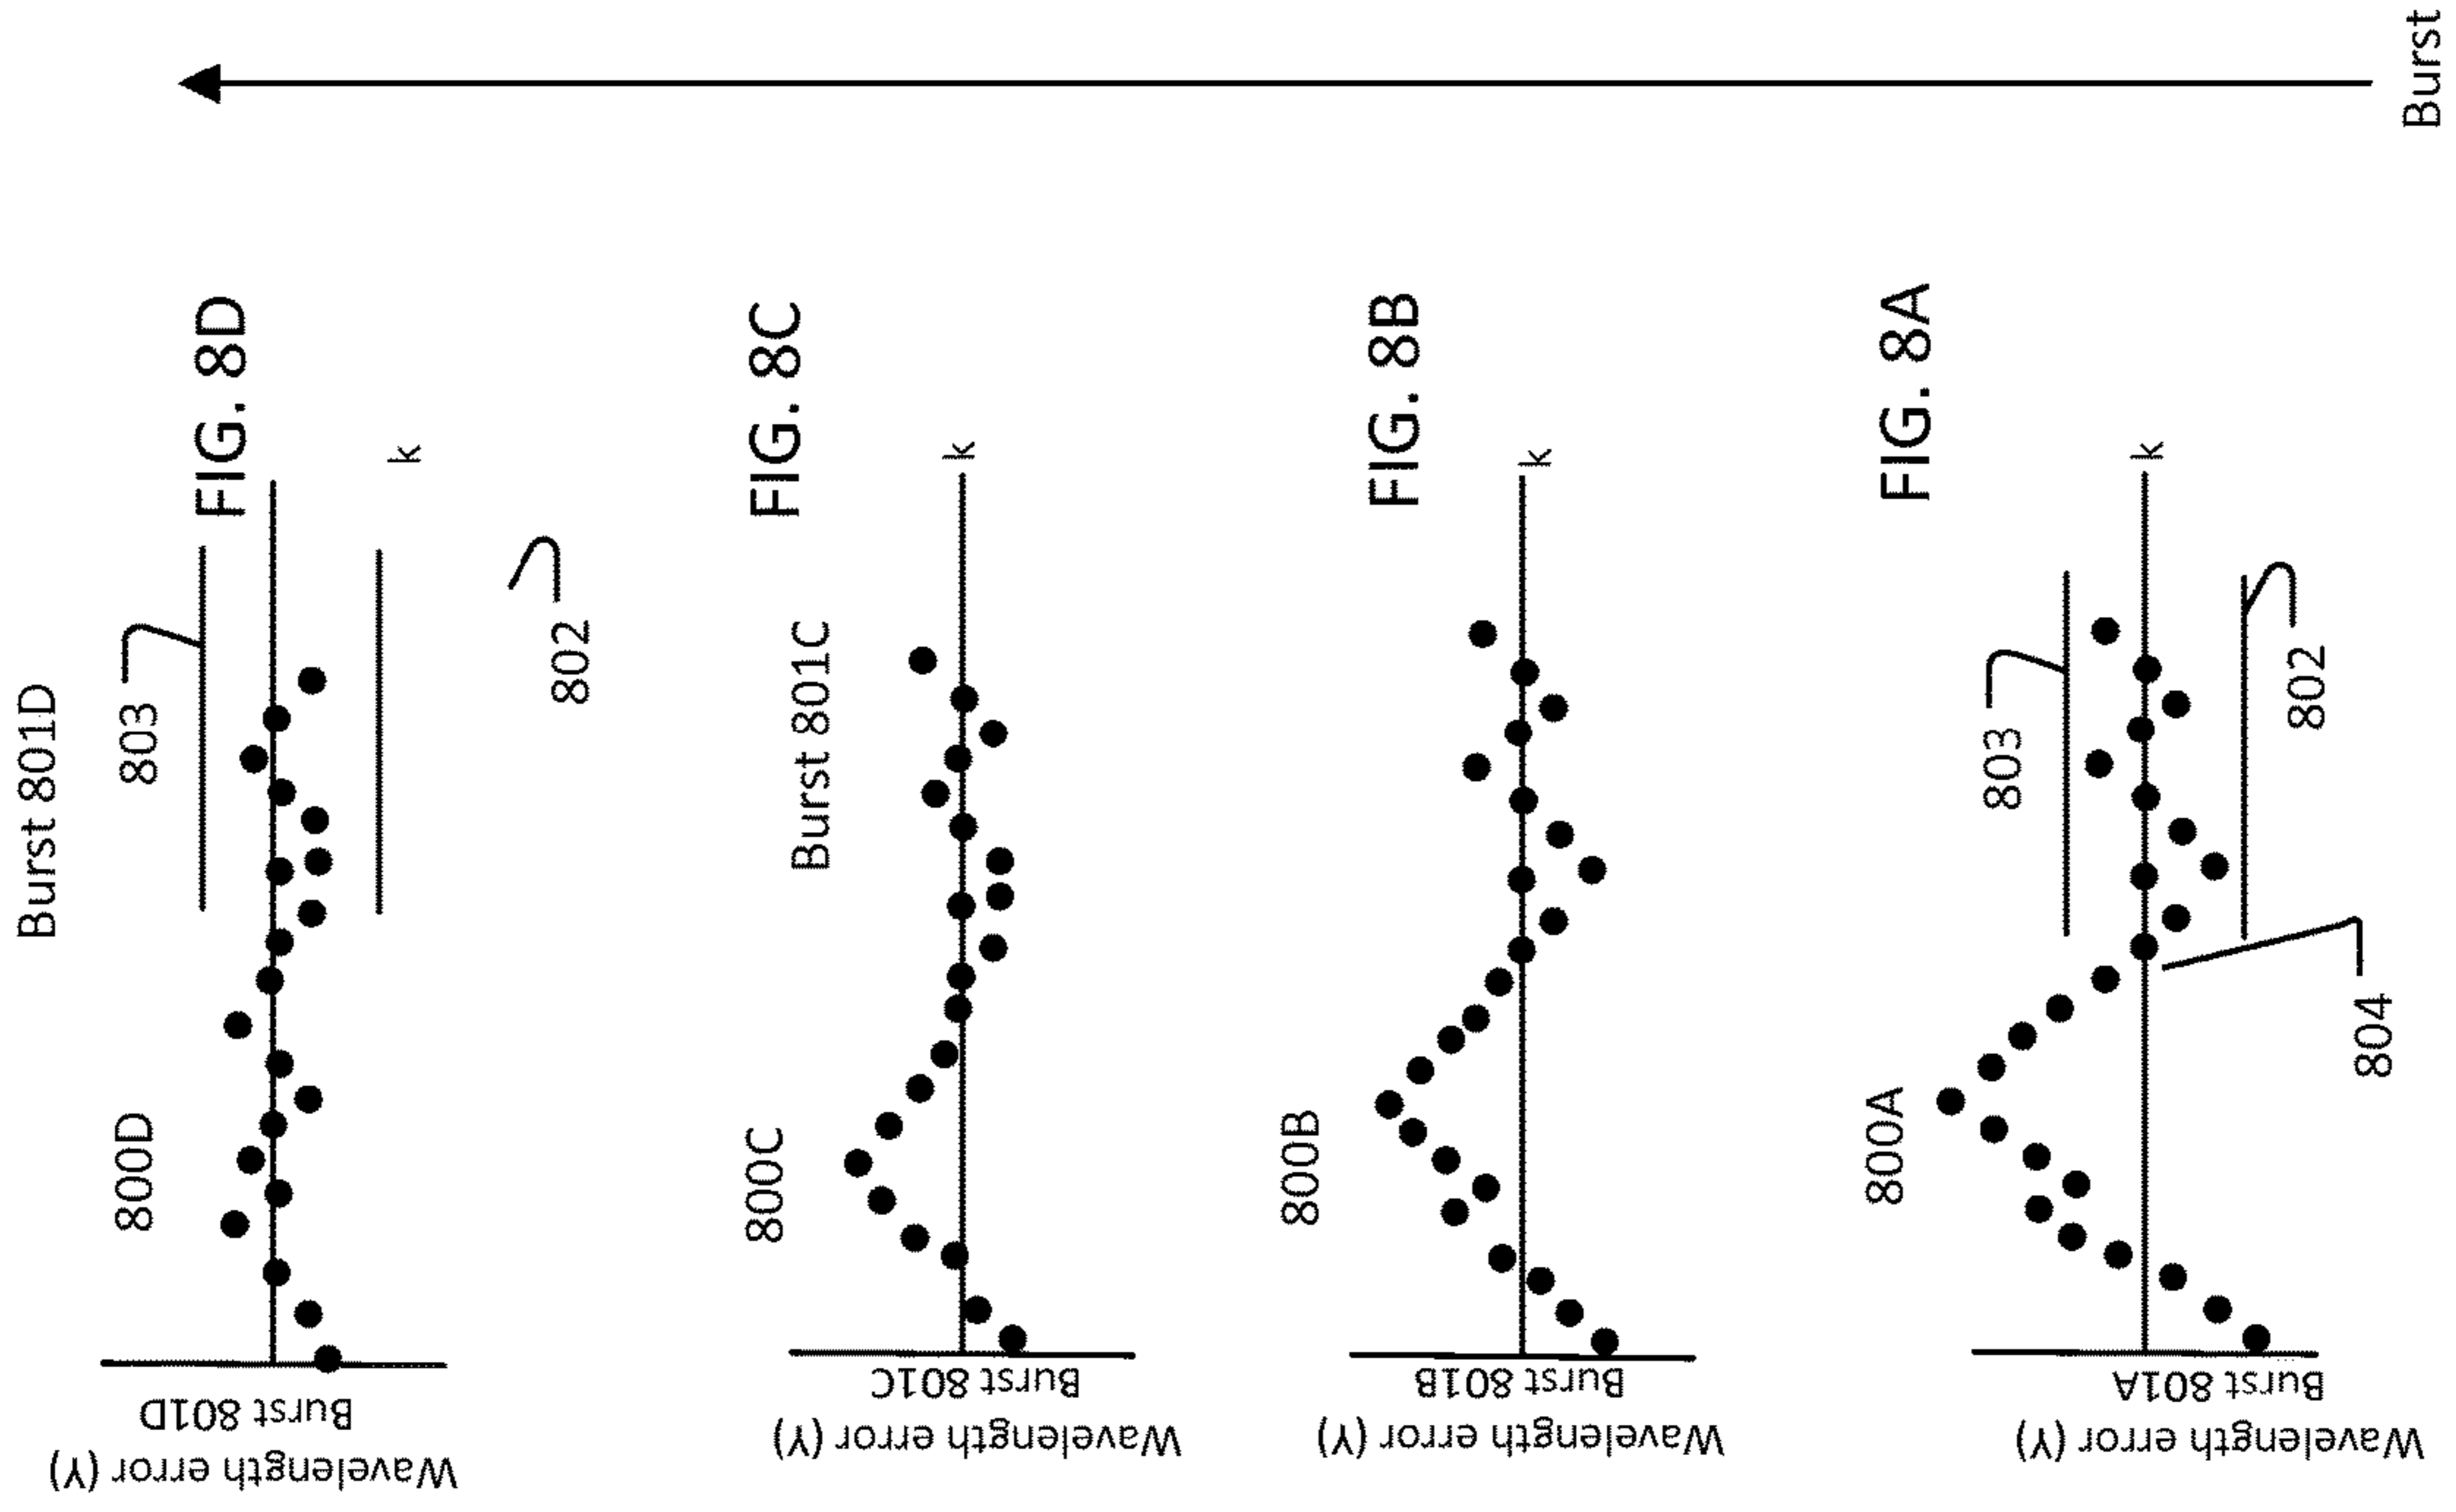 Burst 801D
803
FIG. 8D
800D
k
802
Wavelength error (Y)
Burst 801D
FIG. 8C
Burst 801C
800C
k
Wavelength error (Y)
Burst 801C
FIG. 8B
800B
k
Wavelength error (Y)
Burst 801B
FIG. 8A
803
800A
k
802
804
Wavelength error (Y)
Burst 801A
Burst